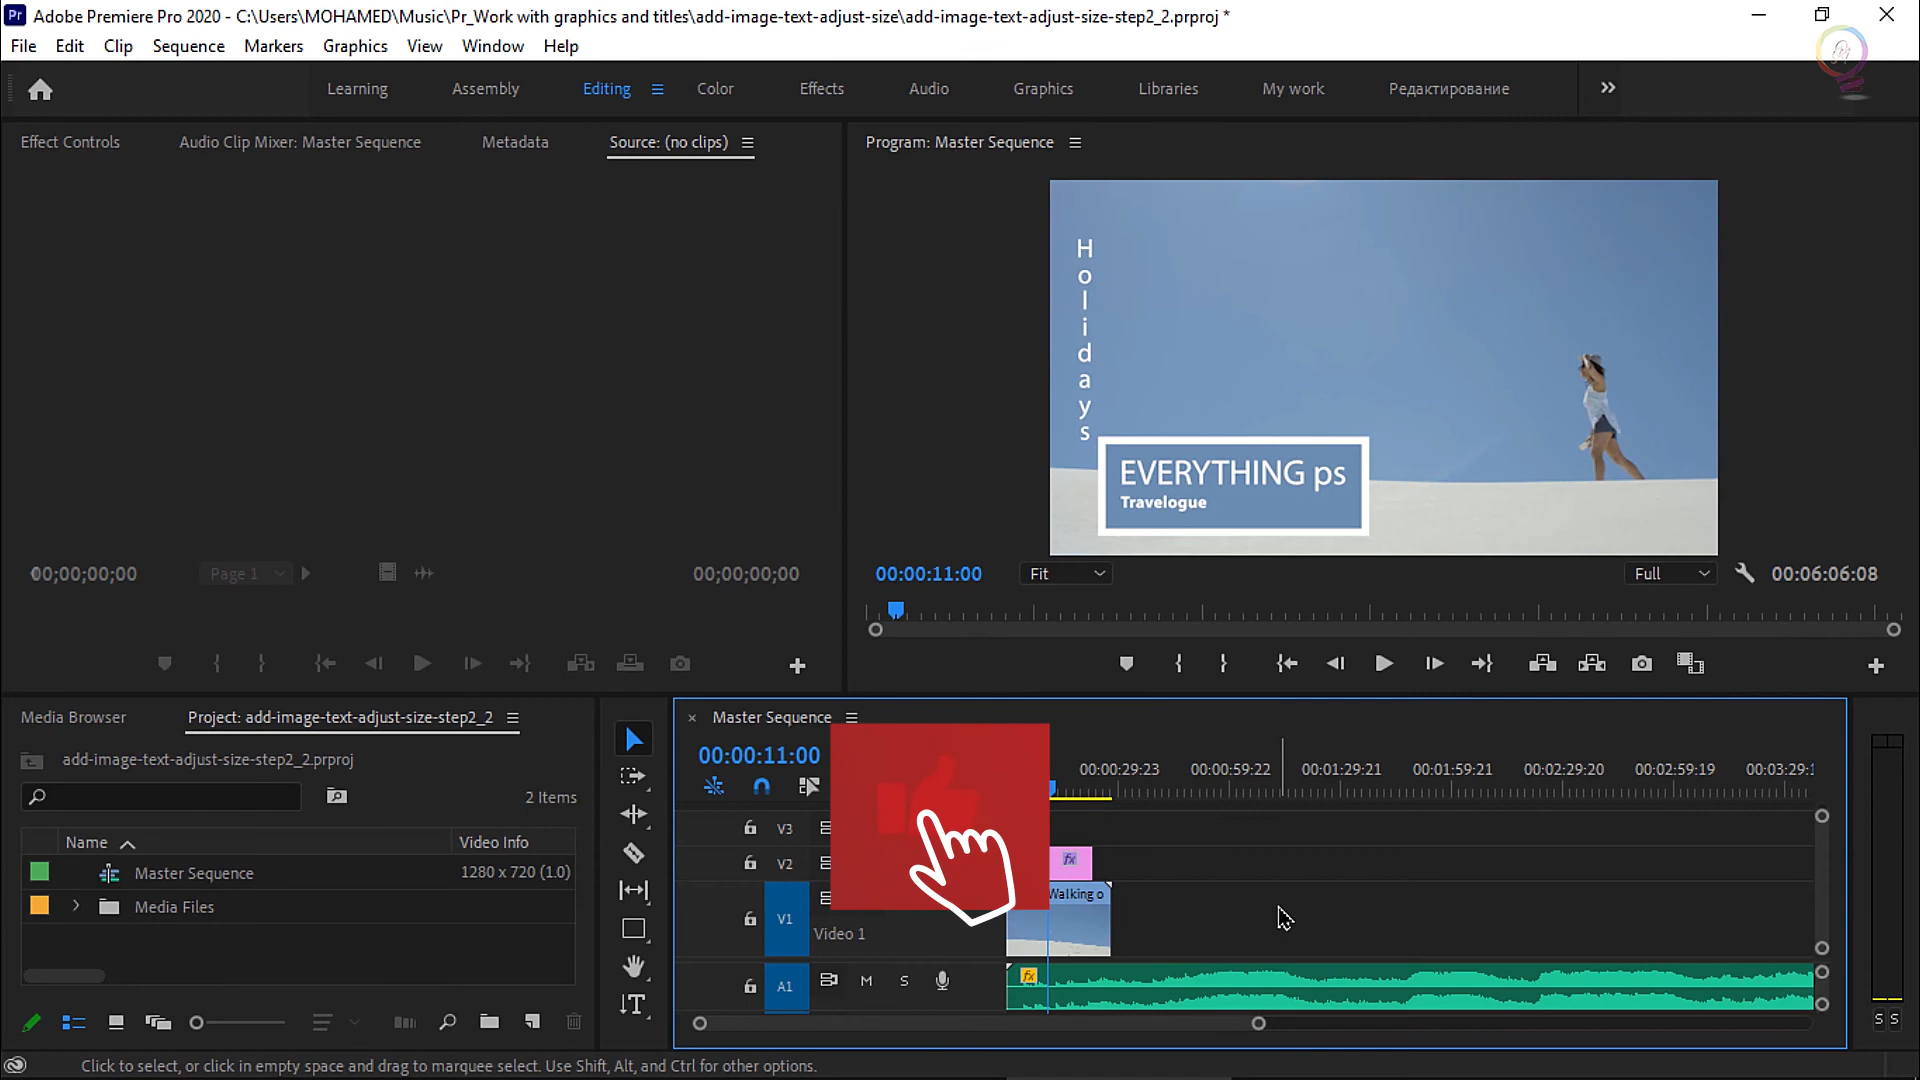 Pr Adobe Premiere Pro 2020 - C:\Users\MOHAMED\Music\Pr_Work with graphics and titles\add-image-text-adjust-size\add-image-text-adjust-size-step2_2.prproj *
File Edit Clip Sequence Markers Graphics View Window Help
Learning Assembly Editing Color Effects Audio Graphics Libraries My work Редактирование
Effect Controls Audio Clip Mixer: Master Sequence Metadata Source: (no clips)
Program: Master Sequence
Holidays
EVERYTHING ps
Travelogue
00;00;00;00 Page 1 00;00;00;00
00:00:11:00 Fit Full 00:06:06:08
Media Browser Project: add-image-text-adjust-size-step2_2
add-image-text-adjust-size-step2_2.prproj
2 Items
Name Video Info
Master Sequence 1280 x 720 (1.0)
Media Files
Master Sequence
00:00:11:00
00:00:29:23 00:00:59:22 00:01:29:21 00:01:59:21 00:02:29:20 00:02:59:19 00:03:29:1
V3
V2 fx
V1 Walking o
Video 1
A1 M S fx
S S
Click to select, or click in empty space and drag to marquee select. Use Shift, Alt, and Ctrl for other options.